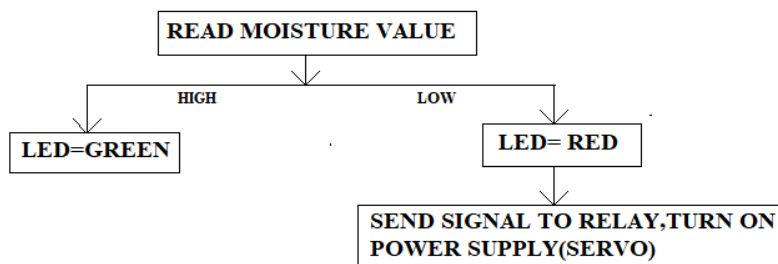 READ MOISTURE VALUE
HIGH
LOW
LED=GREEN
LED= RED
SEND SIGNAL TO RELAY,TURN ON
POWER SUPPLY(SERVO)